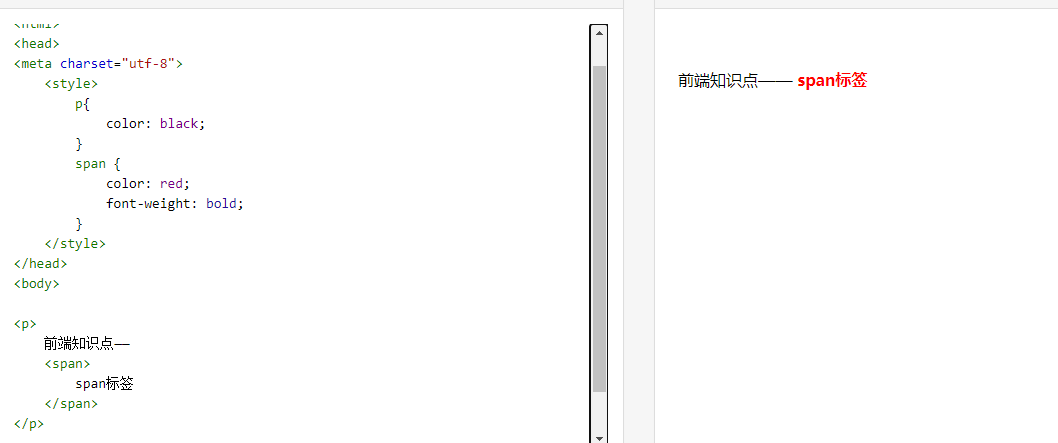 <html>
<head>
<meta charset="utf-8">
<style>
p{
color: black;
}
span {
color: red;
font-weight: bold;
}
</style>
</head>
<body>
<p>
前端知识点——
<span>
span标签
</span>
</p>
前端知识点—— span标签